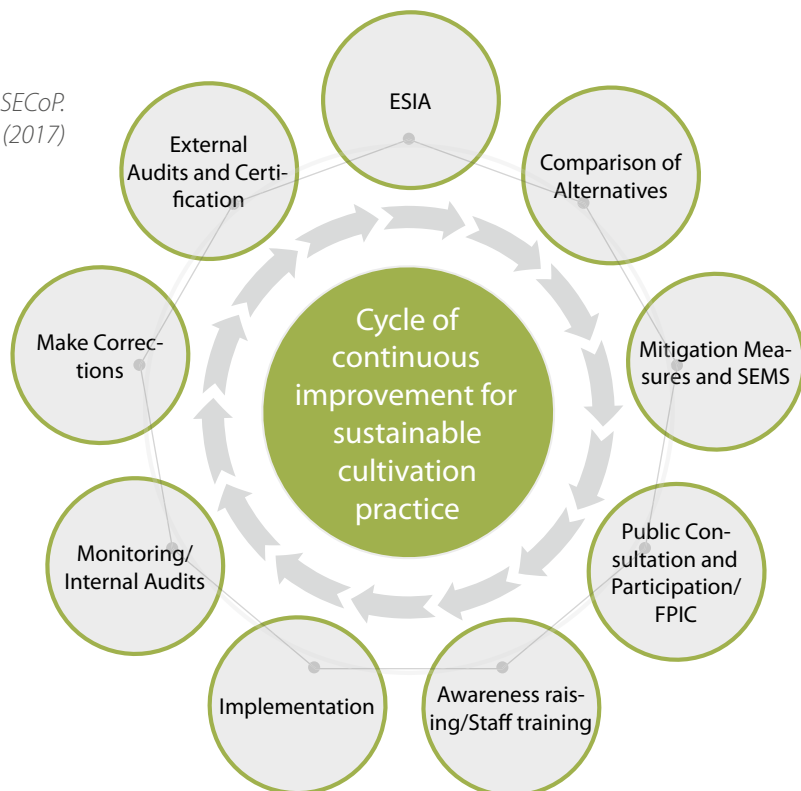 SECoP.
(2017)
ESIA
Comparison of
Alternatives
Mitigation Mea-
sures and SEMS
Public Con-
sultation and
Participation/
FPIC
Awareness rais-
ing/Staff training
Implementation
Monitoring/
Internal Audits
Make Correc-
tions
External
Audits and Certi-
fication
Cycle of
continuous
improvement for
sustainable
cultivation
practice